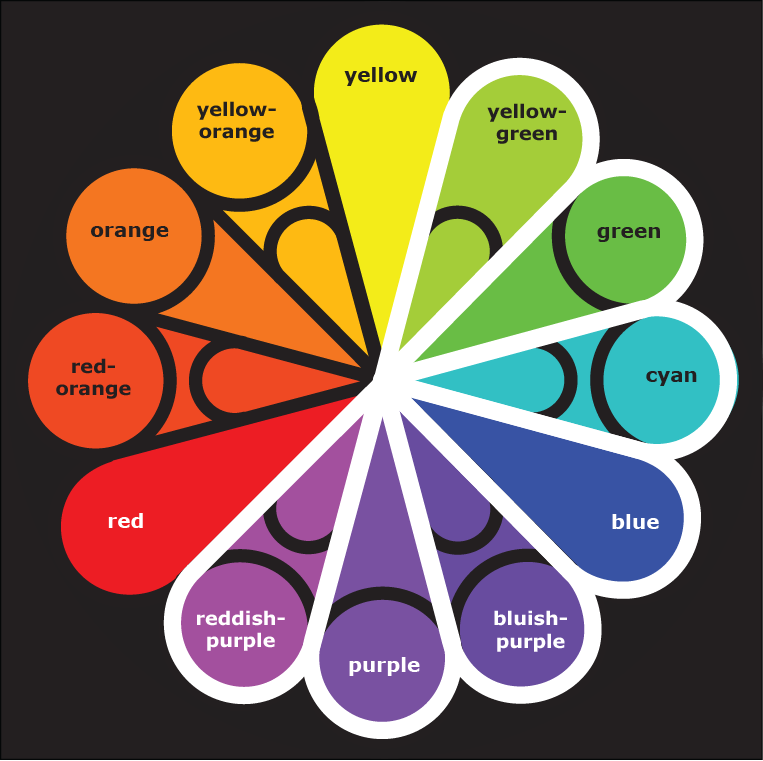 yellow
yellow-
green
green
cyan
blue
bluish-
purple
purple
reddish-
purple
red
red-
orange
orange
yellow-
orange